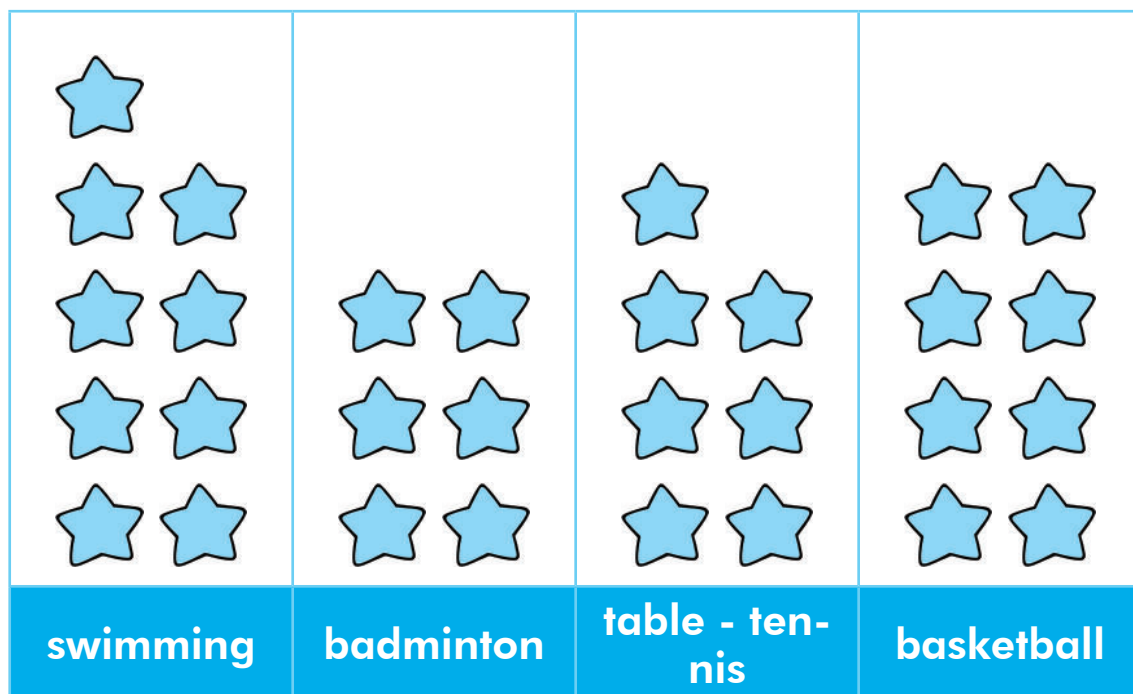 swimming
badminton
table - ten-
nis
basketball